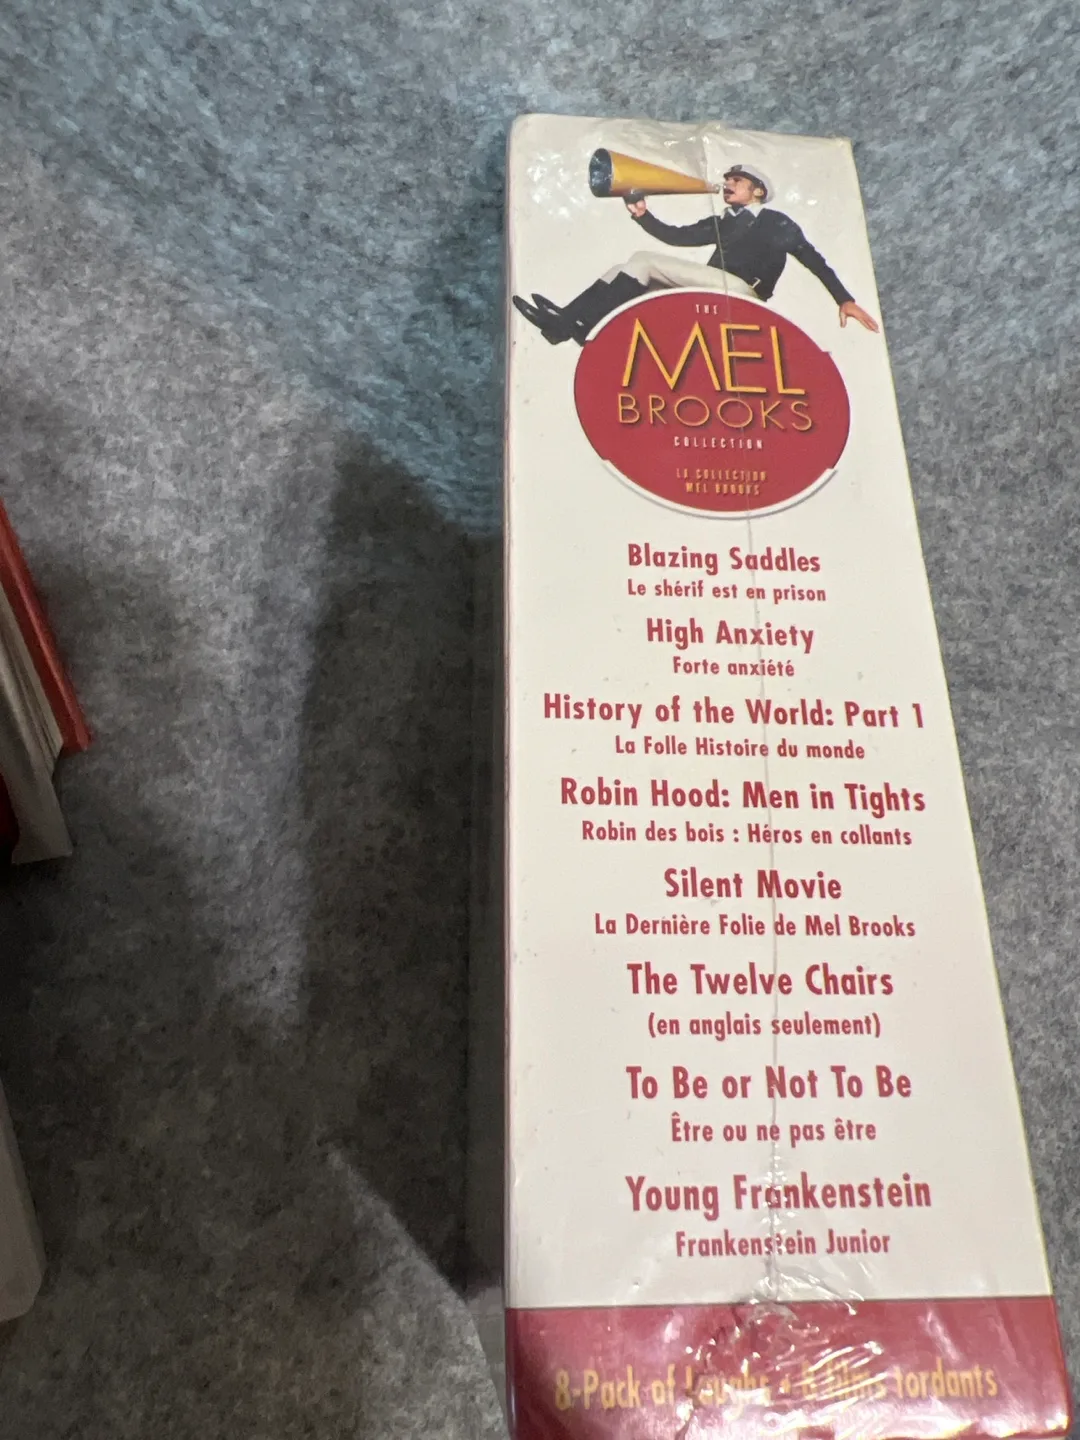 THE
MEL
BROOKS
COLLECTION
LA COLLECTION
MEL BROOKS
Blazing Saddles
Le shérif est en prison
High Anxiety
Forte anxiété
History of the World: Part 1
La Folle Histoire du monde
Robin Hood: Men in Tights
Robin des bois : Héros en collants
Silent Movie
La Dernière Folie de Mel Brooks
The Twelve Chairs
(en anglais seulement)
To Be or Not To Be
Être ou ne pas être
Young Frankenstein
Frankenstein Junior
8-Pack of Laughs • 8 films tordants